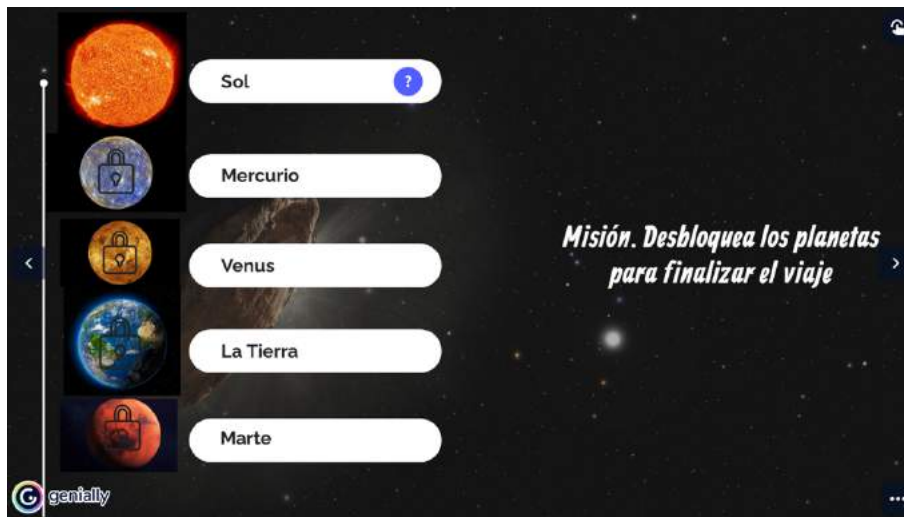 Sol
?
Mercurio
Venus
La Tierra
Marte
Misión. Desbloquea los planetas
para finalizar el viaje
genially